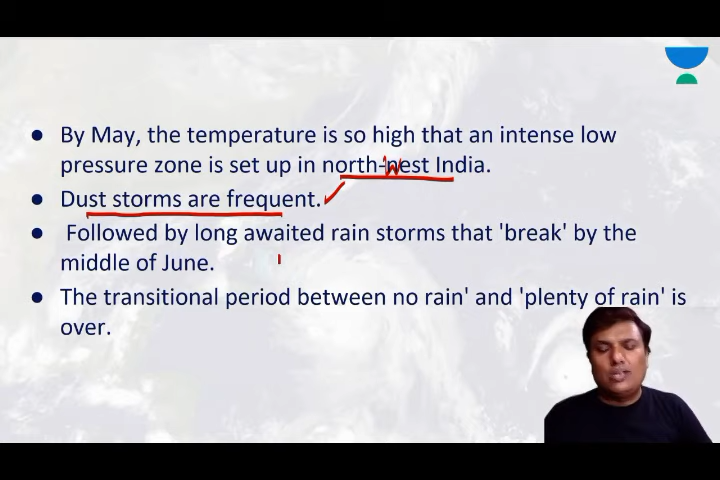 ● By May, the temperature is so high that an intense low
pressure zone is set up in north-west India.
● Dust storms are frequent.
● Followed by long awaited rain storms that 'break' by the
middle of June.
● The transitional period between no rain' and 'plenty of rain' is
over.